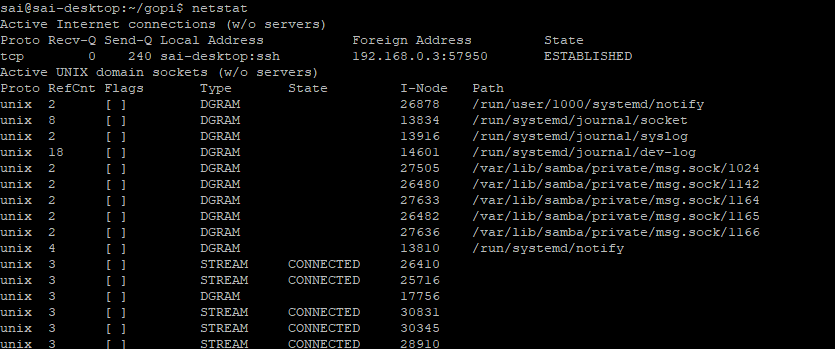 sai@sai-desktop:~/gopi$ netstat
Active Internet connections (w/o servers)
Proto Recv-Q Send-Q Local Address           Foreign Address         State
tcp        0    240 sai-desktop:ssh         192.168.0.3:57950       ESTABLISHED
Active UNIX domain sockets (w/o servers)
Proto RefCnt Flags       Type       State         I-Node   Path
unix  2      [ ]         DGRAM                    26878    /run/user/1000/systemd/notify
unix  8      [ ]         DGRAM                    13834    /run/systemd/journal/socket
unix  2      [ ]         DGRAM                    13916    /run/systemd/journal/syslog
unix  18     [ ]         DGRAM                    14601    /run/systemd/journal/dev-log
unix  2      [ ]         DGRAM                    27505    /var/lib/samba/private/msg.sock/1024
unix  2      [ ]         DGRAM                    26480    /var/lib/samba/private/msg.sock/1142
unix  2      [ ]         DGRAM                    27633    /var/lib/samba/private/msg.sock/1164
unix  2      [ ]         DGRAM                    26482    /var/lib/samba/private/msg.sock/1165
unix  2      [ ]         DGRAM                    27636    /var/lib/samba/private/msg.sock/1166
unix  4      [ ]         DGRAM                    13810    /run/systemd/notify
unix  3      [ ]         STREAM     CONNECTED     26410
unix  3      [ ]         STREAM     CONNECTED     25716
unix  3      [ ]         DGRAM                    17756
unix  3      [ ]         STREAM     CONNECTED     30831
unix  3      [ ]         STREAM     CONNECTED     30345
unix  3      [ ]         STREAM     CONNECTED     28910